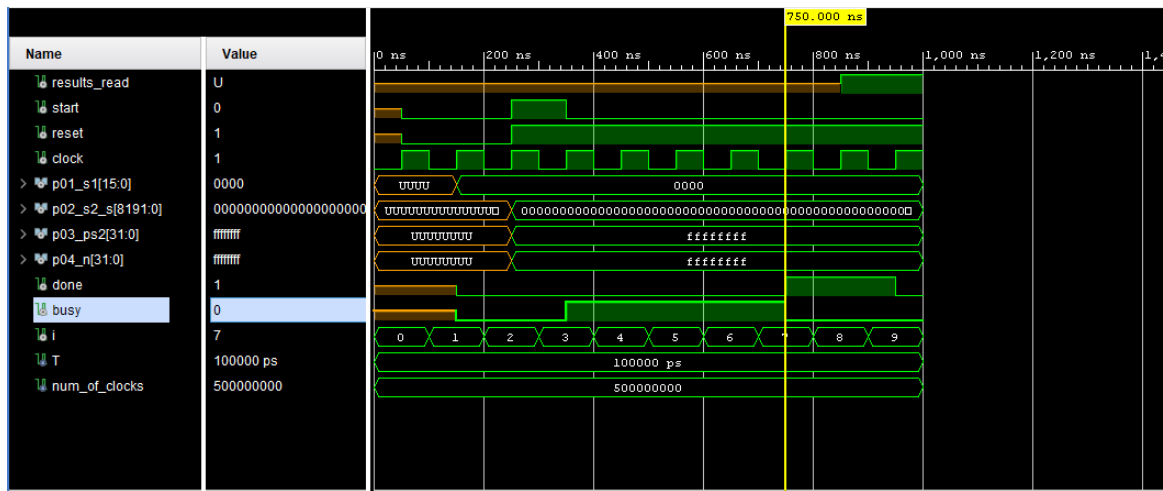 750.000 ns
Name Value
0 ns 200 ns 400 ns 600 ns 800 ns 1,000 ns 1,200 ns
results_read U
start 0
reset 1
clock 1
p01_s1[15:0] 0000 UUUU 0000
p02_s2_s[8191:0]
p03_ps2[31:0] ffffffff UUUUUUUU ffffffff
p04_n[31:0] ffffffff UUUUUUUU ffffffff
done 1
busy 0
i 7 0 1 2 3 4 5 6 7 8 9
T 100000 ps 100000 ps
num_of_clocks 500000000 500000000